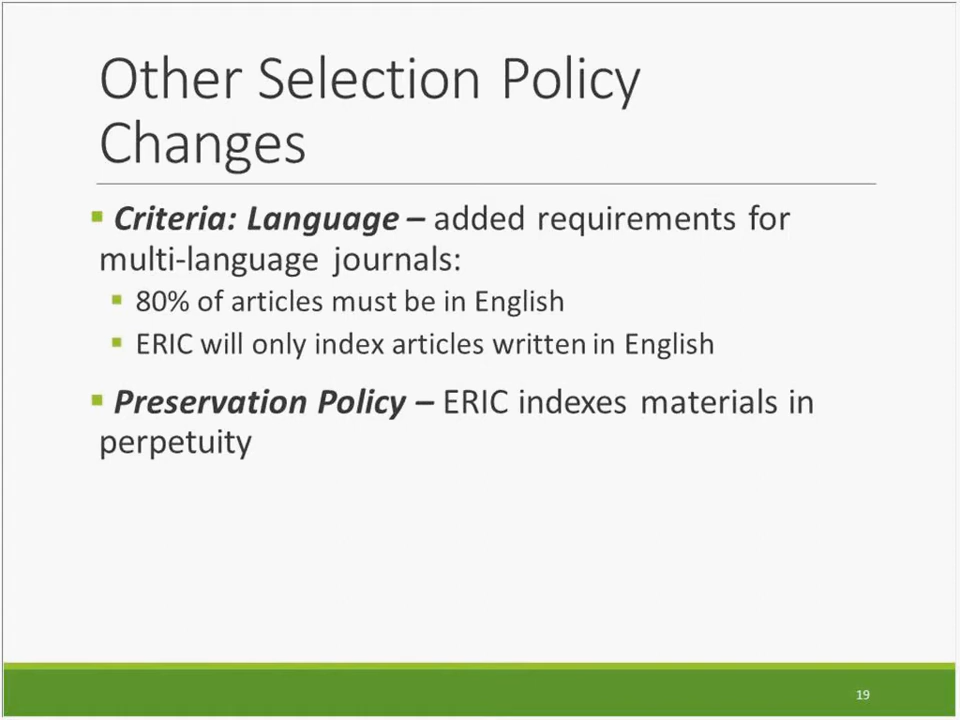 Other Selection Policy
Changes
▪ Criteria: Language – added requirements for
multi-language journals:
▪ 80% of articles must be in English
▪ ERIC will only index articles written in English
▪ Preservation Policy – ERIC indexes materials in
perpetuity
19